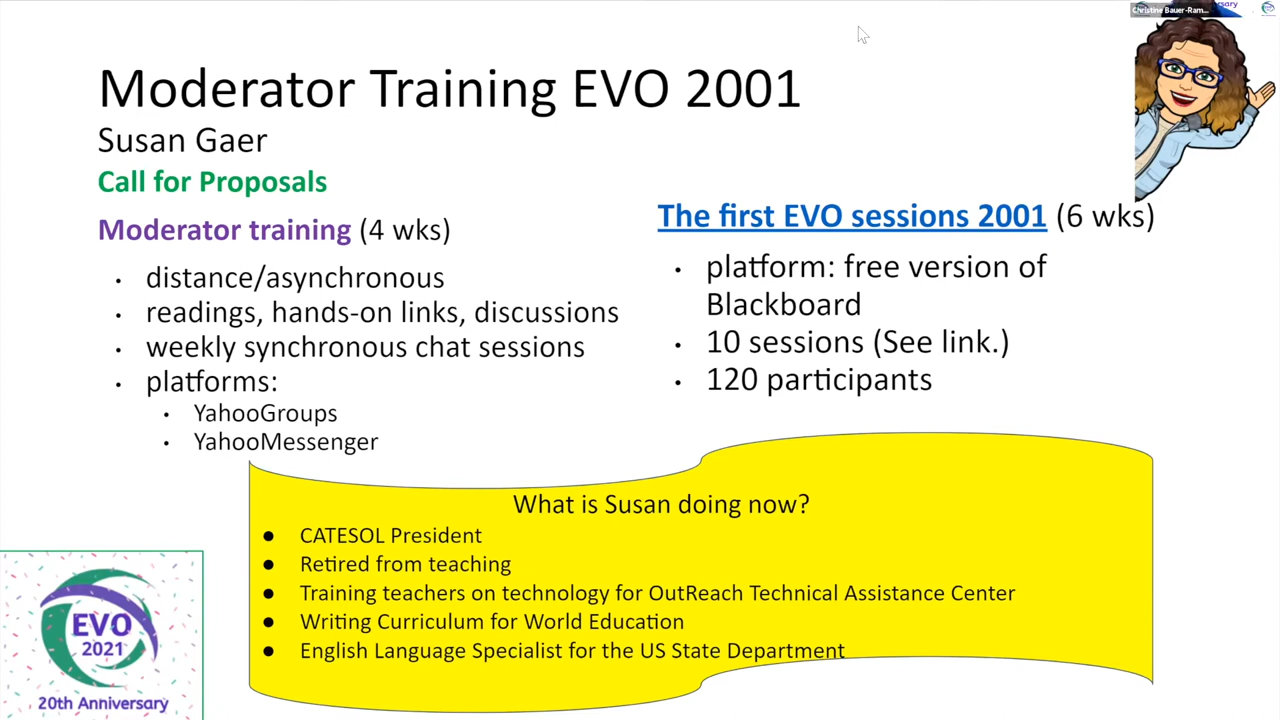 Christine Bauer-Ram...
Moderator Training EVO 2001
Susan Gaer
Call for Proposals
Moderator training (4 wks)
• distance/asynchronous
• readings, hands-on links, discussions
• weekly synchronous chat sessions
• platforms:
• YahooGroups
• YahooMessenger
The first EVO sessions 2001 (6 wks)
• platform: free version of
Blackboard
• 10 sessions (See link.)
• 120 participants
What is Susan doing now?
● CATESOL President
● Retired from teaching
● Training teachers on technology for OutReach Technical Assistance Center
● Writing Curriculum for World Education
● English Language Specialist for the US State Department
EVO
2021
20th Anniversary